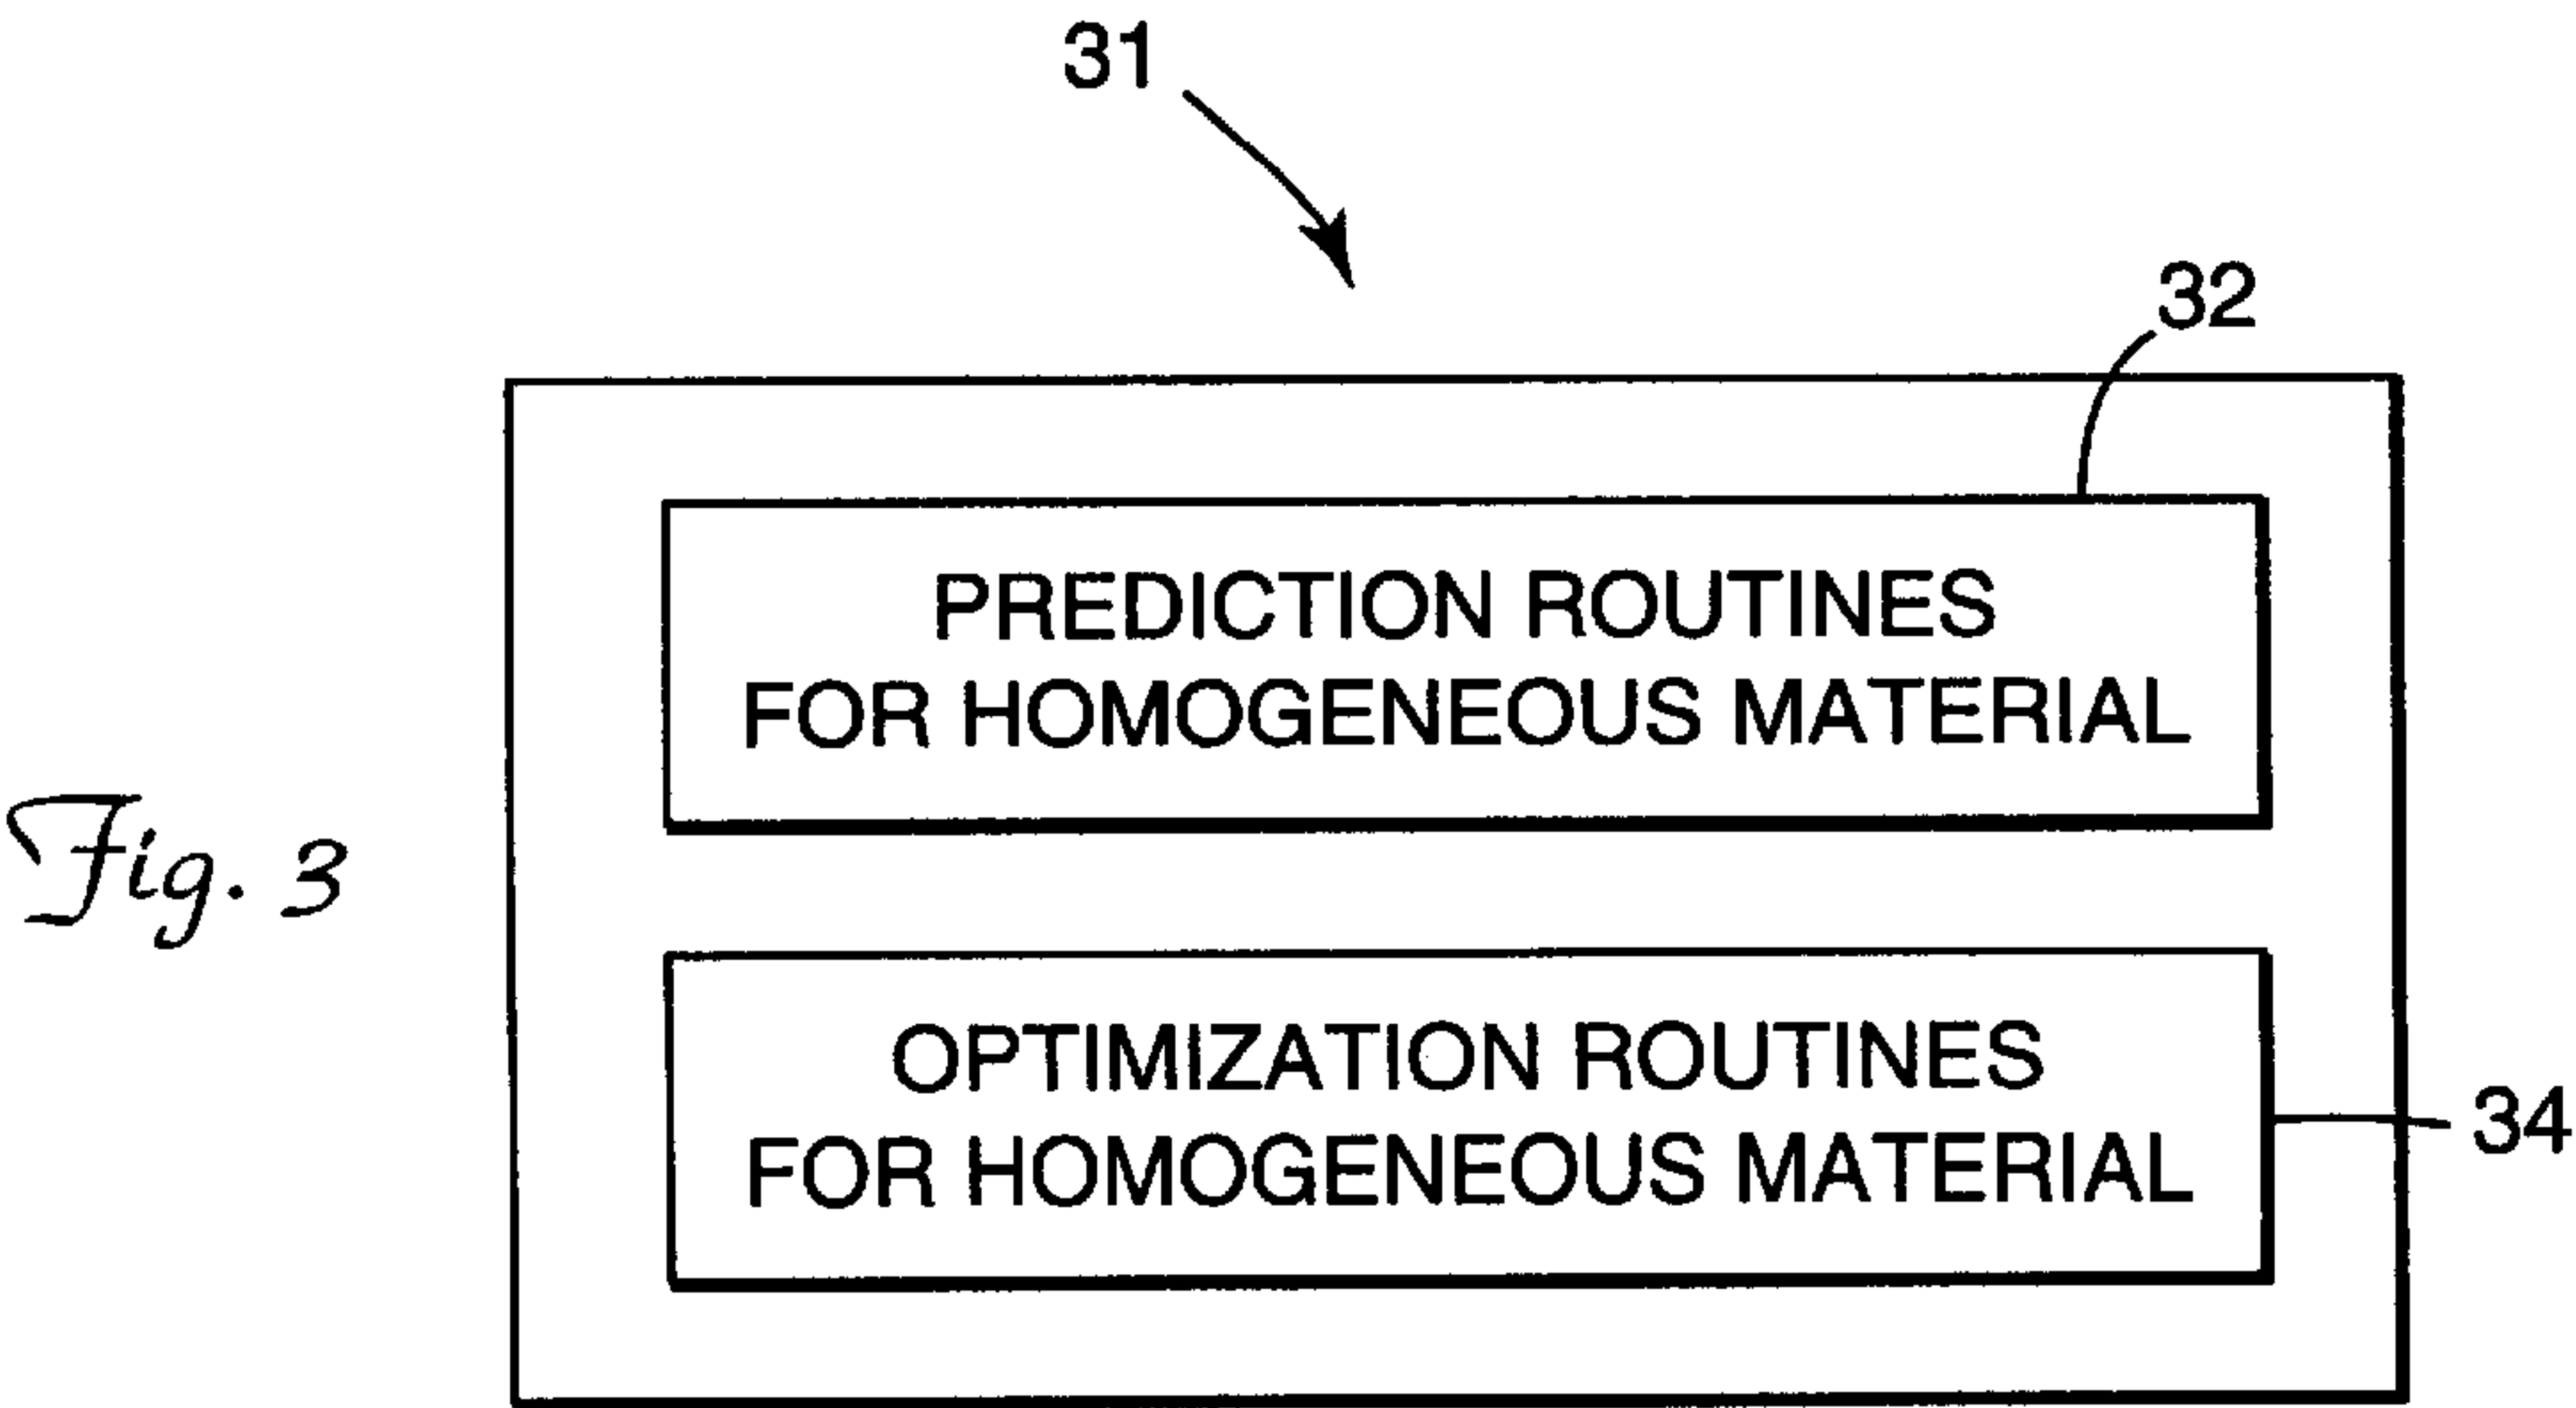 31
32
PREDICTION ROUTINES
FOR HOMOGENEOUS MATERIAL
Fig. 3
OPTIMIZATION ROUTINES
FOR HOMOGENEOUS MATERIAL
34